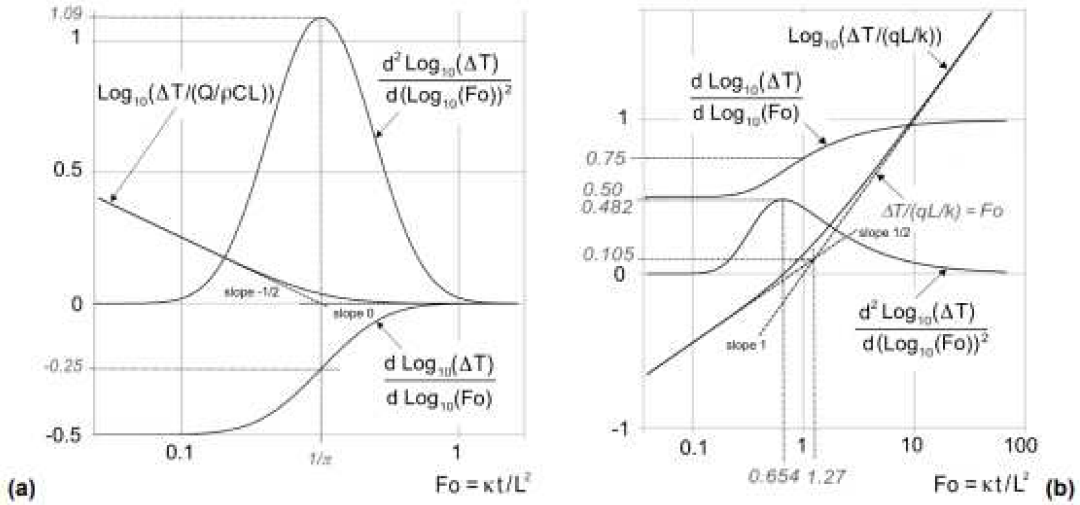 1.09
1
0.5
0
-0.25
-0.5
Log₁₀(ΔT/(Q/ρCL))
d² Log₁₀(ΔT)
d (Log₁₀(Fo))²
slope -1/2
slope 0
d Log₁₀(ΔT)
d Log₁₀(Fo)
0.1
1/π
1
(a)
Fo = κt/L²
1
0.75
0.50
0.482
0.105
0
-1
Log₁₀(ΔT/(qL/k))
d Log₁₀(ΔT)
d Log₁₀(Fo)
ΔT/(qL/k) = Fo
slope 1/2
slope 1
d² Log₁₀(ΔT)
d (Log₁₀(Fo))²
0.1
1
10
100
0.654
1.27
Fo = κt/L²
(b)